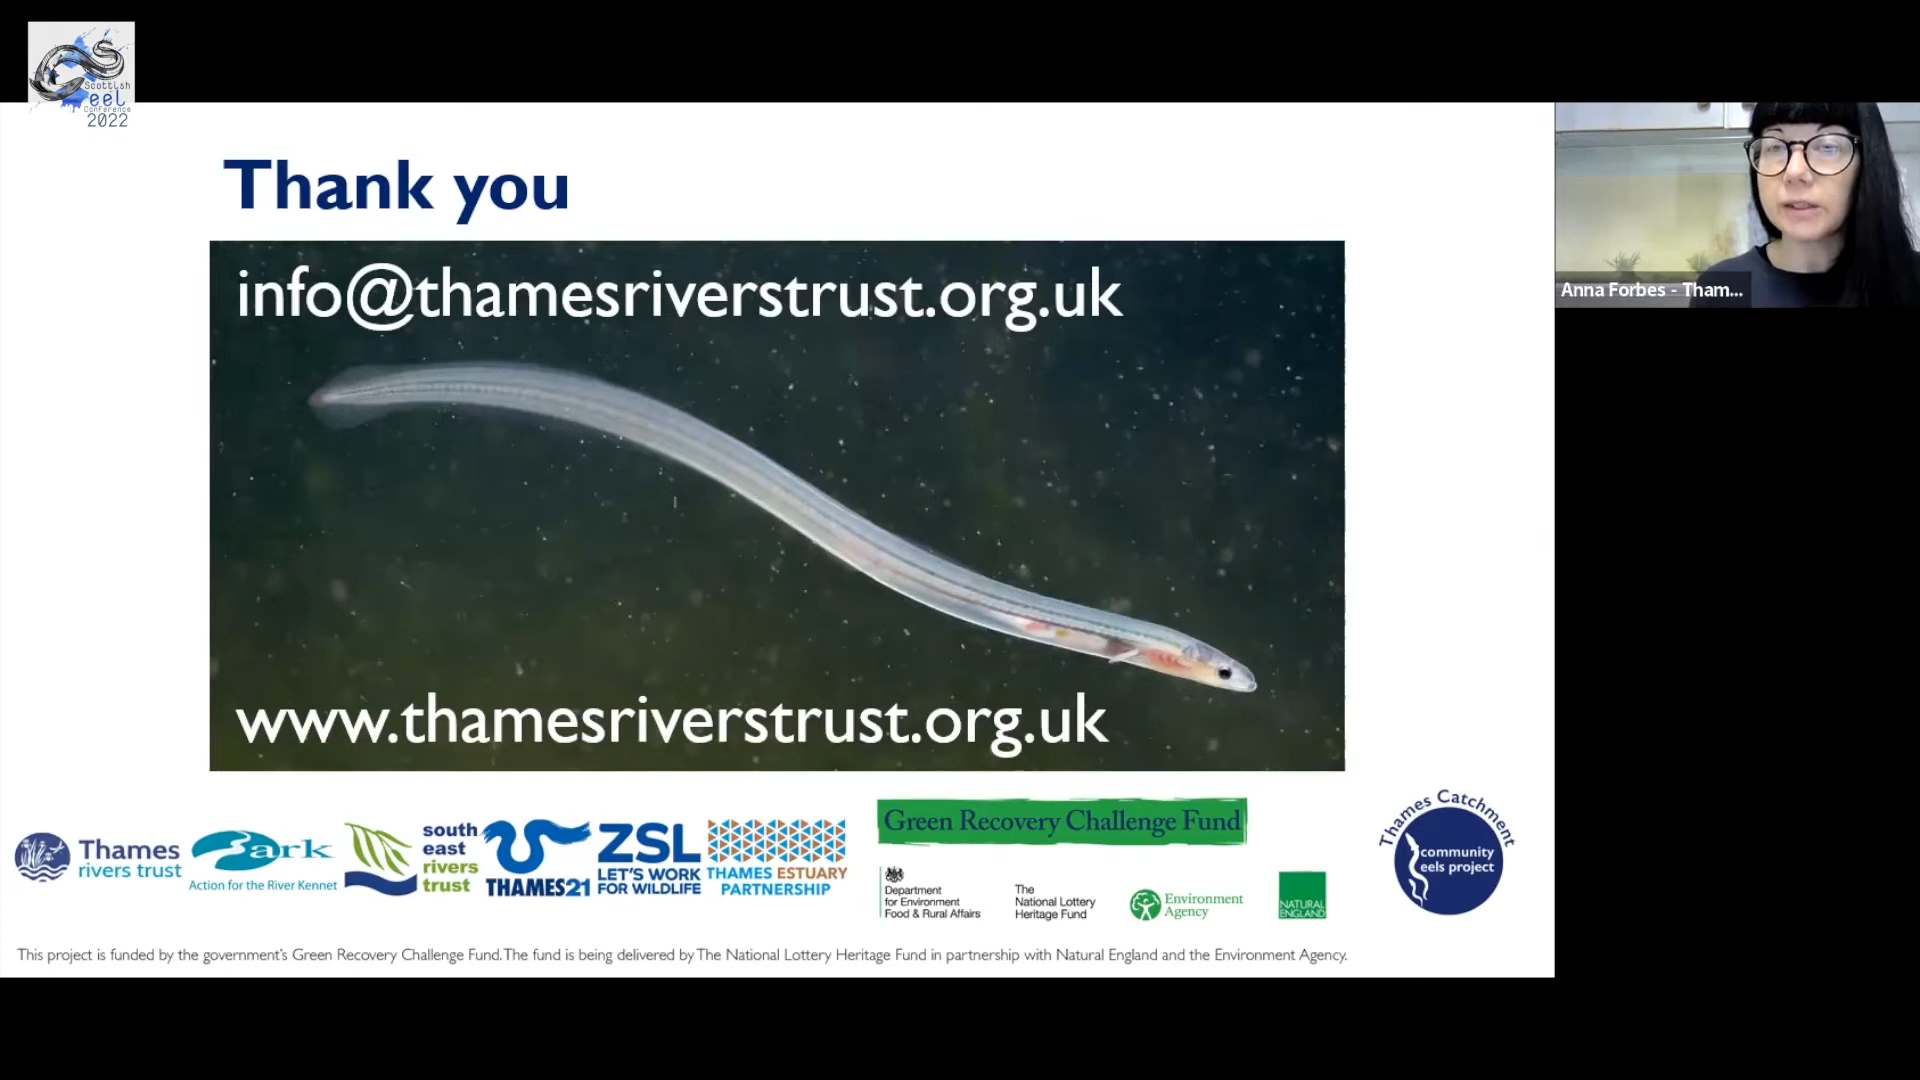 Scottish
eel
Conference
2022
Thank you
info@thamesriverstrust.org.uk
www.thamesriverstrust.org.uk
Anna Forbes - Tham...
Thames
rivers trust
ark
Action for the River Kennet
south
east
rivers
trust
THAMES21
ZSL
LET'S WORK
FOR WILDLIFE
THAMES ESTUARY
PARTNERSHIP
Green Recovery Challenge Fund
Department
for Environment
Food & Rural Affairs
The
National Lottery
Heritage Fund
Environment
Agency
NATURAL
ENGLAND
Thames Catchment
community
eels project
This project is funded by the government's Green Recovery Challenge Fund. The fund is being delivered by The National Lottery Heritage Fund in partnership with Natural England and the Environment Agency.